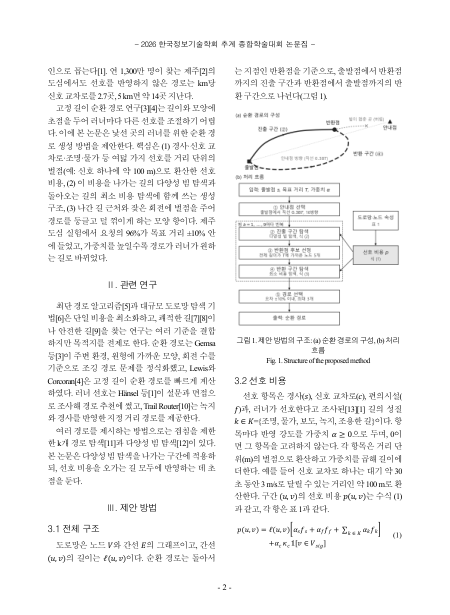 – 2026 한국정보기술학회 추계 종합학술대회 논문집 –
인으로 꼽는다[1]. 연 1,300만 명이 찾는 제주[2]의
도심에서도 선호를 반영하지 않은 경로는 km당
신호 교차로를 2.7곳, 5 km면 약 14곳 지난다.
고정 길이 순환 경로 연구[3][4]는 길이와 모양에
초점을 두어 러너마다 다른 선호를 조절하기 어렵
다. 이에 본 논문은 낯선 곳의 러너를 위한 순환 경
로 생성 방법을 제안한다. 핵심은 (1) 경사·신호 교
차로·조명·물가 등 여덟 가지 선호를 거리 단위의
벌점(예: 신호 하나에 약 100 m)으로 환산한 선호
비용, (2) 이 비용을 나가는 길의 다양성 빔 탐색과
돌아오는 길의 최소 비용 탐색에 함께 쓰는 생성
구조, (3) 나간 길 근처와 잦은 회전에 벌점을 주어
경로를 둥글고 덜 꺾이게 하는 모양 항이다. 제주
도심 실험에서 요청의 96%가 목표 거리 ±10% 안
에 들었고, 가중치를 높일수록 경로가 러너가 원하
는 길로 바뀌었다.
Ⅱ. 관련 연구
최단 경로 알고리즘[5]과 대규모 도로망 탐색 기
법[6]은 단일 비용을 최소화하고, 쾌적한 길[7][8]이
나 안전한 길[9]을 찾는 연구는 여러 기준을 결합
하지만 목적지를 전제로 한다. 순환 경로는 Gemsa
등[3]이 주변 환경, 원형에 가까운 모양, 회전 수를
기준으로 조깅 경로 문제를 정식화했고, Lewis와
Corcoran[4]은 고정 길이 순환 경로를 빠르게 계산
하였다. 러너 선호는 Hänsel 등[1]이 설문과 면접으
로 조사해 경로 추천에 썼고, Trail Router[10]는 녹지
와 경사를 반영한 지정 거리 경로를 제공한다.
여러 경로를 제시하는 방법으로는 겹침을 제한
한 k개 경로 탐색[11]과 다양성 빔 탐색[12]이 있다.
본 논문은 다양성 빔 탐색을 나가는 구간에 적용하
되, 선호 비용을 오가는 길 모두에 반영하는 데 초
점을 둔다.
Ⅲ. 제안 방법
3.1 전체 구조
도로망은 노드 V와 간선 E의 그래프이고, 간선
(u, v)의 길이는 ℓ(u, v)이다. 순환 경로는 돌아서
는 지점인 반환점을 기준으로, 출발점에서 반환점
까지의 진출 구간과 반환점에서 출발점까지의 반
환 구간으로 나뉜다(그림 1).
(a) 순환 경로의 구성
반환점
안내점
진출 구간 (②)
반환 구간 (④)
출발점
(b) 처리 흐름
입력: 출발점 s, 목표 거리 T, 가중치 α
① 안내점 선택
② 진출 구간 탐색
③ 반환점 후보 선정
④ 반환 구간 탐색
⑤ 경로 선택
출력: 순환 경로
도로망·노드 속성
표 1
선호 비용 p
식 (1)
그림 1. 제안 방법의 구조: (a) 순환 경로의 구성, (b) 처리
흐름
Fig. 1. Structure of the proposed method
3.2 선호 비용
선호 항목은 경사(s), 신호 교차로(c), 편의시설(
f)과, 러너가 선호한다고 조사된[13][1] 길의 성질
k ∈ K={조명, 물가, 보도, 녹지, 조용한 길}이다. 항
목마다 반영 강도를 가중치 α ≥ 0으로 두며, 0이
면 그 항목을 고려하지 않는다. 각 항목은 거리 단
위(m)의 벌점으로 환산하고 가중치를 곱해 길이에
더한다. 예를 들어 신호 교차로 하나는 대기 약 30
초 동안 3 m/s로 달릴 수 있는 거리인 약 100 m로 환
산한다. 구간 (u, v)의 선호 비용 p(u, v)는 수식 (1)
과 같고, 각 항은 표 1과 같다.
p(u, v) = ℓ(u, v)[α_s f_s + α_f f_f + ∑_{k∈K} α_k f_k]
+α_c κ_c 𝟙[v ∈ V_sig] (1)
- 2 -